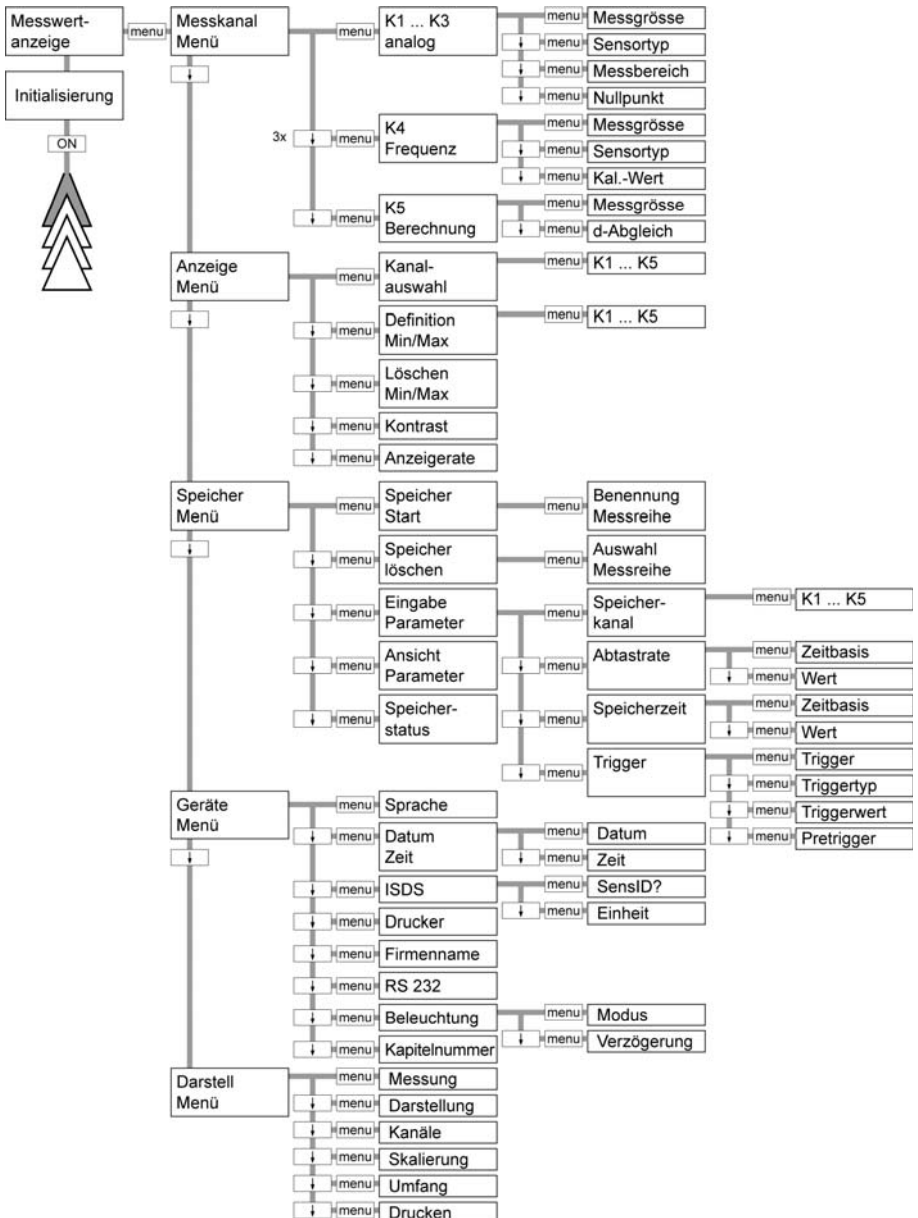 Messwert-
anzeige
menu
Messkanal
Menü
menu
K1 ... K3
analog
menu
Messgrösse
↓
menu
Sensortyp
↓
menu
Messbereich
↓
menu
Nullpunkt
↓
Initialisierung
ON
3x
↓
menu
K4
Frequenz
menu
Messgrösse
↓
menu
Sensortyp
↓
menu
Kal.-Wert
↓
menu
K5
Berechnung
menu
Messgrösse
↓
menu
d-Abgleich
Anzeige
Menü
↓
menu
Kanal-
auswahl
menu
K1 ... K5
↓
menu
Definition
Min/Max
menu
K1 ... K5
↓
menu
Löschen
Min/Max
↓
menu
Kontrast
↓
menu
Anzeigerate
Speicher
Menü
↓
menu
Speicher
Start
menu
Benennung
Messreihe
↓
menu
Speicher
löschen
menu
Auswahl
Messreihe
↓
menu
Eingabe
Parameter
menu
Speicher-
kanal
menu
K1 ... K5
↓
menu
Abtastrate
menu
Zeitbasis
↓
menu
Wert
↓
menu
Speicherzeit
menu
Zeitbasis
↓
menu
Wert
↓
menu
Trigger
menu
Trigger
↓
menu
Triggertyp
↓
menu
Triggerwert
↓
menu
Pretrigger
↓
menu
Ansicht
Parameter
↓
menu
Speicher-
status
Geräte
Menü
↓
menu
Sprache
↓
menu
Datum
Zeit
menu
Datum
↓
menu
Zeit
↓
menu
ISDS
menu
SensID?
↓
menu
Einheit
↓
menu
Drucker
↓
menu
Firmenname
↓
menu
RS 232
↓
menu
Beleuchtung
menu
Modus
↓
menu
Verzögerung
↓
menu
Kapitelnummer
Darstell
Menü
menu
Messung
↓
menu
Darstellung
↓
menu
Kanäle
↓
menu
Skalierung
↓
menu
Umfang
↓
menu
Drucken